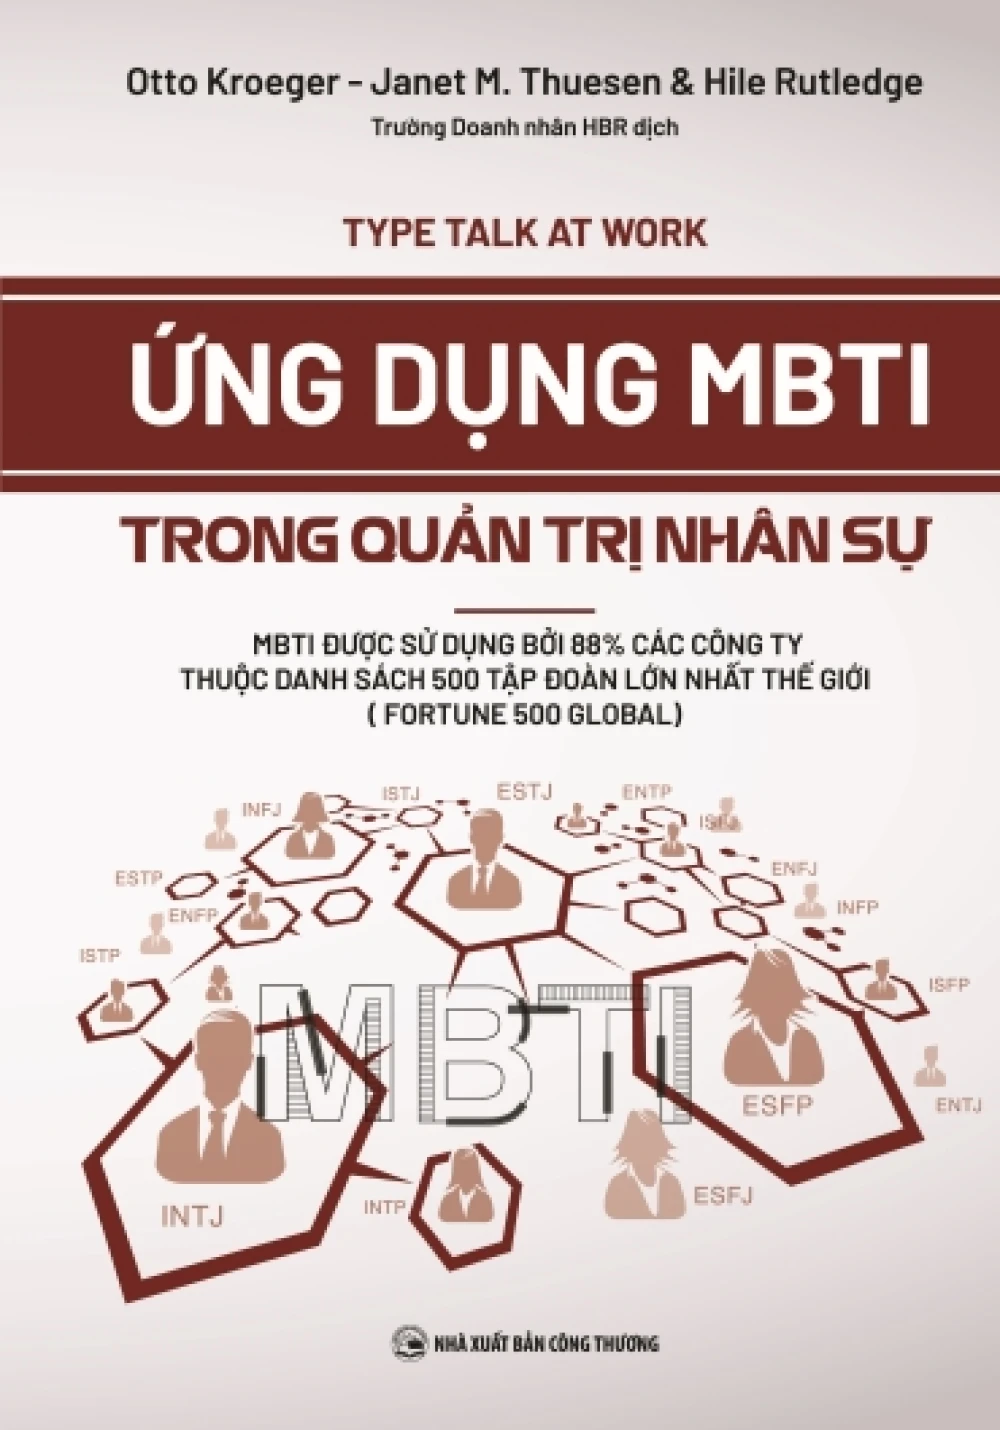 Otto Kroeger - Janet M. Thuesen & Hile Rutledge
Trường Doanh nhân HBR dịch
TYPE TALK AT WORK
ỨNG DỤNG MBTI
TRONG QUẢN TRỊ NHÂN SỰ
MBTI ĐƯỢC SỬ DỤNG BỞI 88% CÁC CÔNG TY
THUỘC DANH SÁCH 500 TẬP ĐOÀN LỚN NHẤT THẾ GIỚI
( FORTUNE 500 GLOBAL)
ISTJ
ESTJ
ENTP
INFJ
ISFJ
ESTP
ENFJ
ENFP
INFP
ISTP
ISFP
MBTI
ESFP
ENTJ
INTJ
INTP
ESFJ
NHÀ XUẤT BẢN CÔNG THƯƠNG